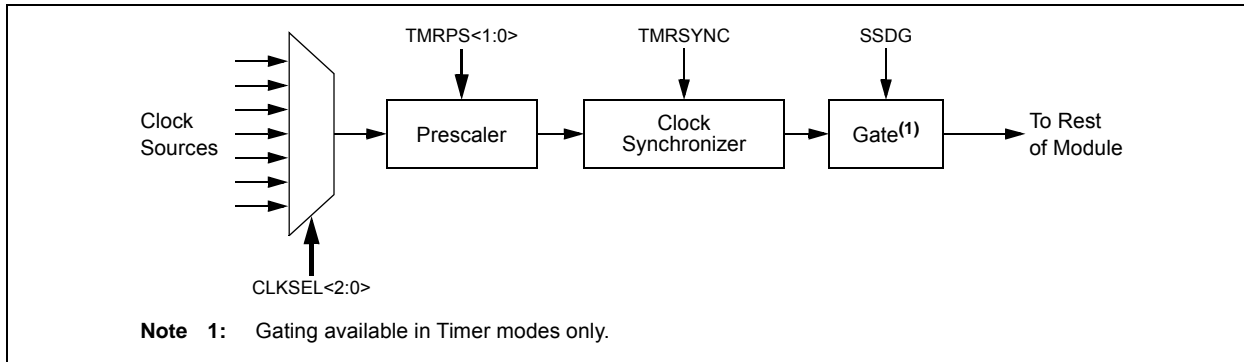 TMRPS<1:0>
TMRSYNC
SSDG
Clock
Sources
Prescaler
Clock
Synchronizer
Gate(1)
To Rest
of Module
CLKSEL<2:0>
Note 1: Gating available in Timer modes only.